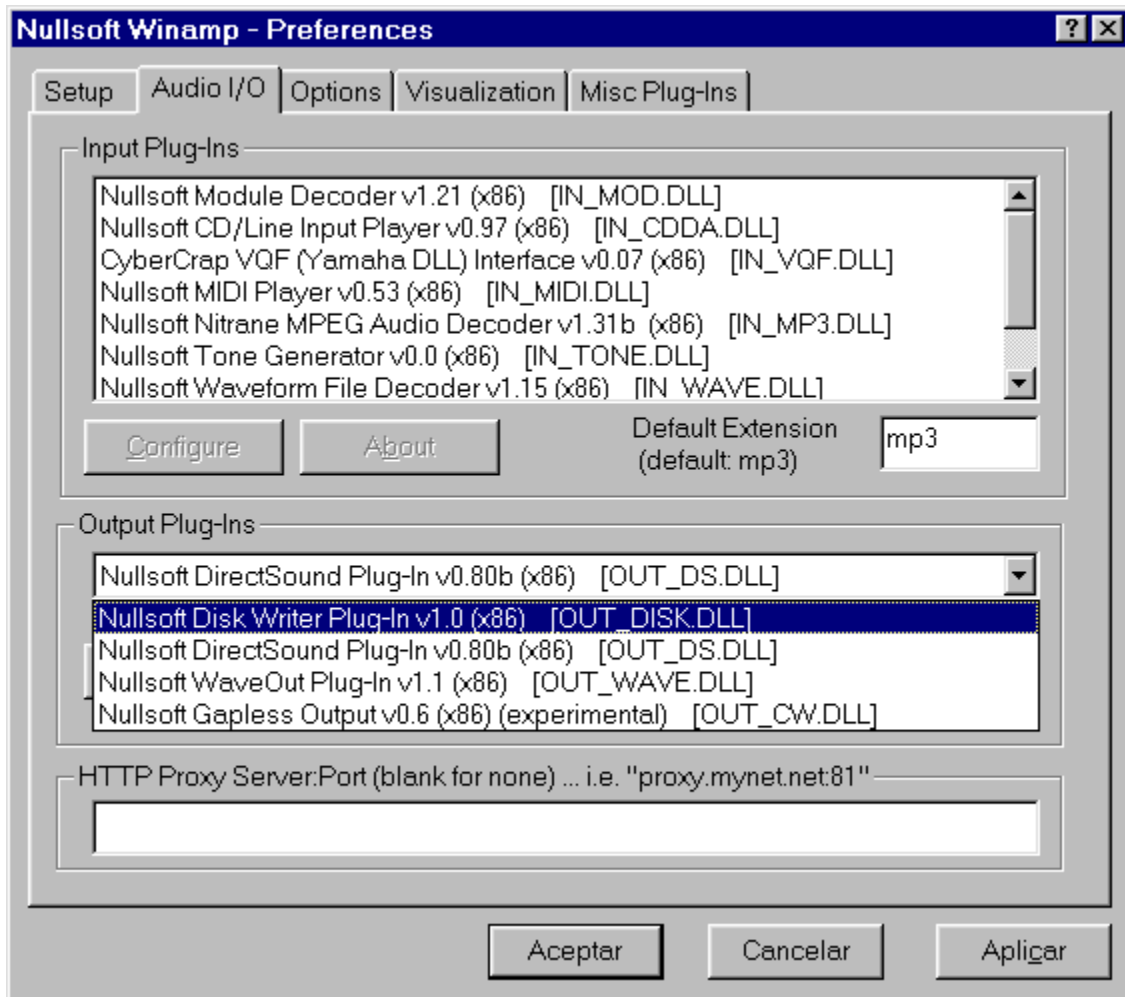 Nullsoft Winamp - Preferences
Setup Audio I/O Options Visualization Misc Plug-Ins
Input Plug-Ins
Nullsoft Module Decoder v1.21 (x86) [IN_MOD.DLL]
Nullsoft CD/Line Input Player v0.97 (x86) [IN_CDDA.DLL]
CyberCrap VQF (Yamaha DLL) Interface v0.07 (x86) [IN_VQF.DLL]
Nullsoft MIDI Player v0.53 (x86) [IN_MIDI.DLL]
Nullsoft Nitrane MPEG Audio Decoder v1.31b (x86) [IN_MP3.DLL]
Nullsoft Tone Generator v0.0 (x86) [IN_TONE.DLL]
Nullsoft Waveform File Decoder v1.15 (x86) [IN_WAVE.DLL]
Configure About Default Extension mp3
(default: mp3)
Output Plug-Ins
Nullsoft DirectSound Plug-In v0.80b (x86) [OUT_DS.DLL]
Nullsoft Disk Writer Plug-In v1.0 (x86) [OUT_DISK.DLL]
Nullsoft DirectSound Plug-In v0.80b (x86) [OUT_DS.DLL]
Nullsoft WaveOut Plug-In v1.1 (x86) [OUT_WAVE.DLL]
Nullsoft Gapless Output v0.6 (x86) (experimental) [OUT_CW.DLL]
HTTP Proxy Server:Port (blank for none) ... i.e. "proxy.mynet.net:81"
Aceptar Cancelar Aplicar